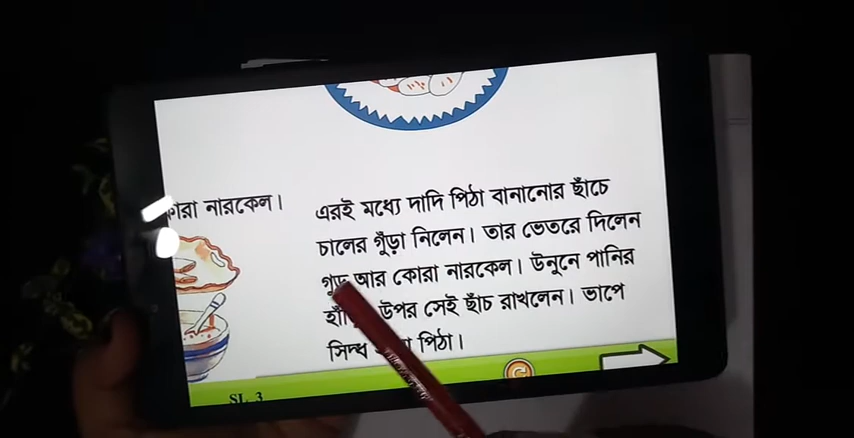 নারকেল।
এরই মধ্যে দাদি পিঠা বানানোর ছাঁচে
চালের গুঁড়া নিলেন। তার ভেতরে দিলেন
গুড় আর কোরা নারকেল। উনুনে পানির
উপর সেই ছাঁচ রাখলেন। ভাপে
সিদ্ধ পিঠা।
SL 3